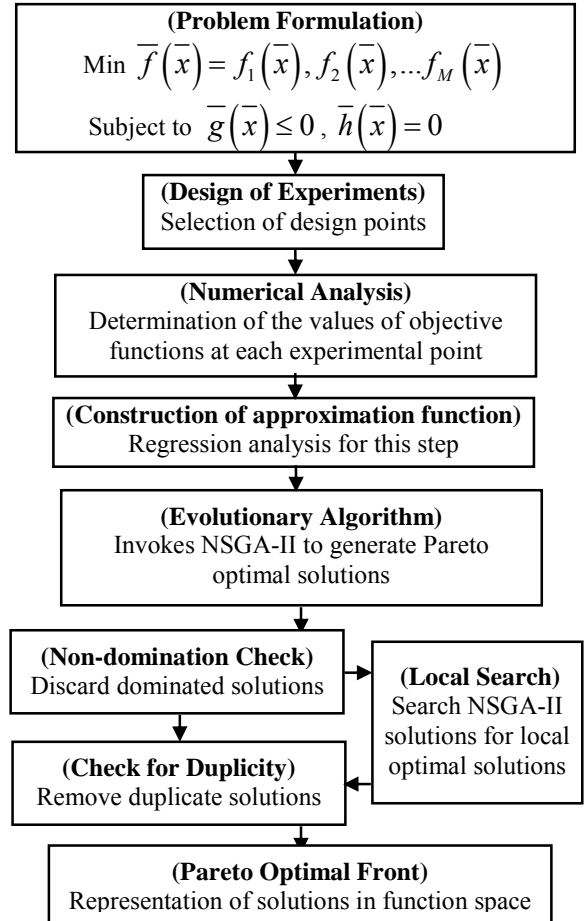 (Problem Formulation)
Min f̅(x̅) = f₁(x̅), f₂(x̅),...f_M(x̅)
Subject to g̅(x̅) ≤ 0 , h̅(x̅) = 0
(Design of Experiments)
Selection of design points
(Numerical Analysis)
Determination of the values of objective
functions at each experimental point
(Construction of approximation function)
Regression analysis for this step
(Evolutionary Algorithm)
Invokes NSGA-II to generate Pareto
optimal solutions
(Non-domination Check)
Discard dominated solutions
(Local Search)
Search NSGA-II
solutions for local
optimal solutions
(Check for Duplicity)
Remove duplicate solutions
(Pareto Optimal Front)
Representation of solutions in function space